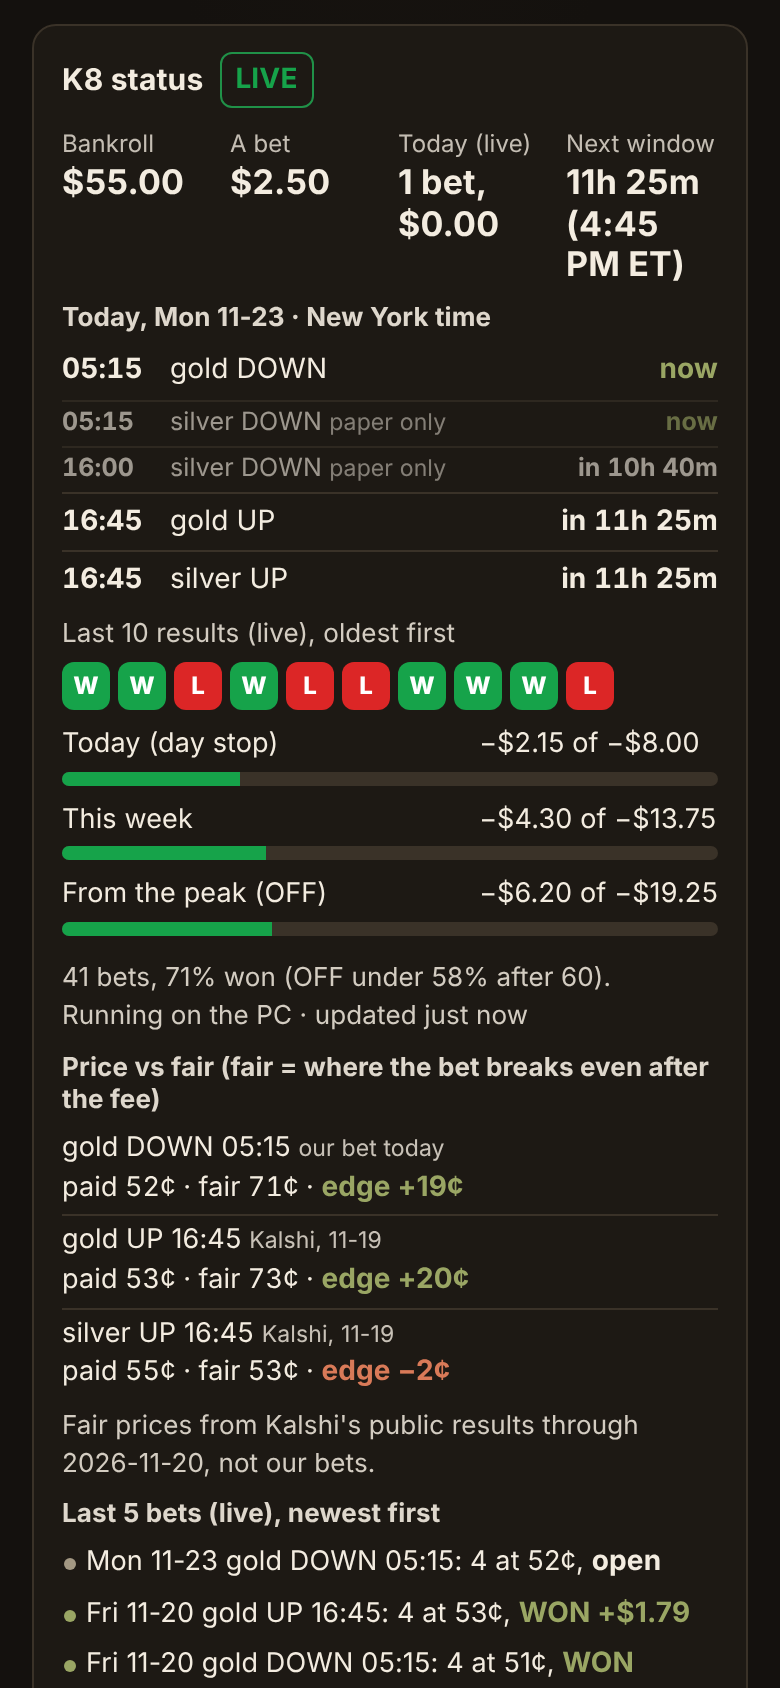 K8 status LIVE
Bankroll A bet Today (live) Next window
$55.00 $2.50 1 bet, $0.00 11h 25m (4:45 PM ET)
Today, Mon 11-23 · New York time
05:15 gold DOWN now
05:15 silver DOWN paper only now
16:00 silver DOWN paper only in 10h 40m
16:45 gold UP in 11h 25m
16:45 silver UP in 11h 25m
Last 10 results (live), oldest first
W W L W L L W W W L
Today (day stop) −$2.15 of −$8.00
This week −$4.30 of −$13.75
From the peak (OFF) −$6.20 of −$19.25
41 bets, 71% won (OFF under 58% after 60).
Running on the PC · updated just now
Price vs fair (fair = where the bet breaks even after
the fee)
gold DOWN 05:15 our bet today
paid 52¢ · fair 71¢ · edge +19¢
gold UP 16:45 Kalshi, 11-19
paid 53¢ · fair 73¢ · edge +20¢
silver UP 16:45 Kalshi, 11-19
paid 55¢ · fair 53¢ · edge −2¢
Fair prices from Kalshi's public results through
2026-11-20, not our bets.
Last 5 bets (live), newest first
Mon 11-23 gold DOWN 05:15: 4 at 52¢, open
Fri 11-20 gold UP 16:45: 4 at 53¢, WON +$1.79
Fri 11-20 gold DOWN 05:15: 4 at 51¢, WON